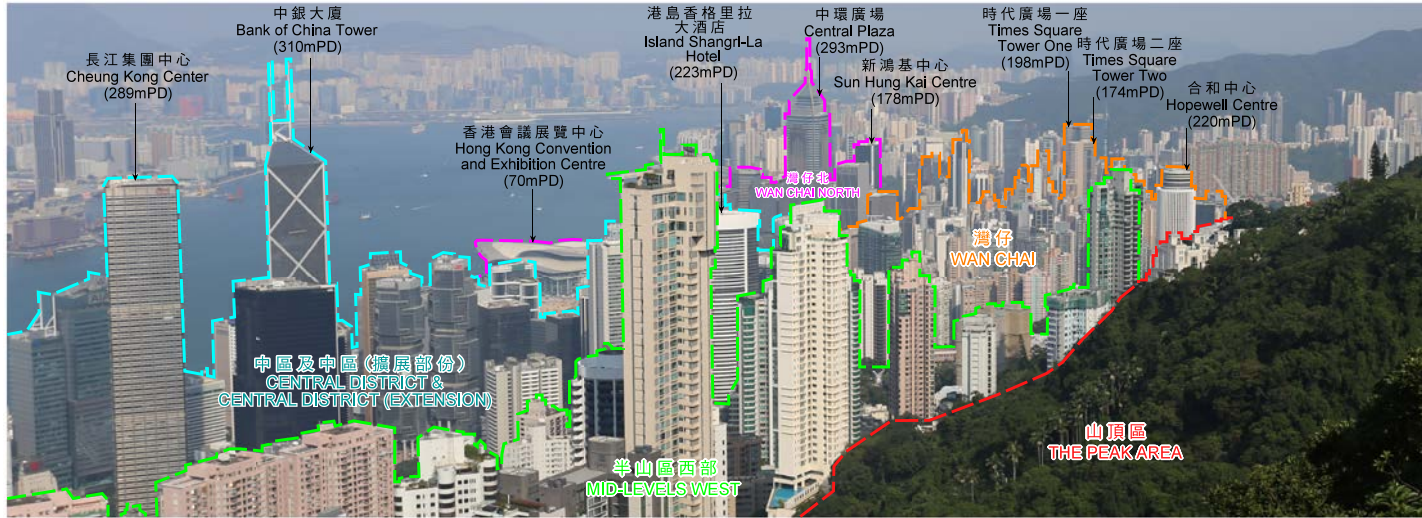 長江集團中心
Cheung Kong Center
(289mPD)
中銀大廈
Bank of China Tower
(310mPD)
香港會議展覽中心
Hong Kong Convention
and Exhibition Centre
(70mPD)
港島香格里拉
大酒店
Island Shangri-La
Hotel
(223mPD)
中環廣場
Central Plaza
(293mPD)
新鴻基中心
Sun Hung Kai Centre
(178mPD)
時代廣場一座
Times Square
Tower One
(198mPD)
時代廣場二座
Times Square
Tower Two
(174mPD)
合和中心
Hopewell Centre
(220mPD)
灣仔北
WAN CHAI NORTH
灣仔
WAN CHAI
中區及中區(擴展部份)
CENTRAL DISTRICT &
CENTRAL DISTRICT (EXTENSION)
半山區西部
MID-LEVELS WEST
山頂區
THE PEAK AREA